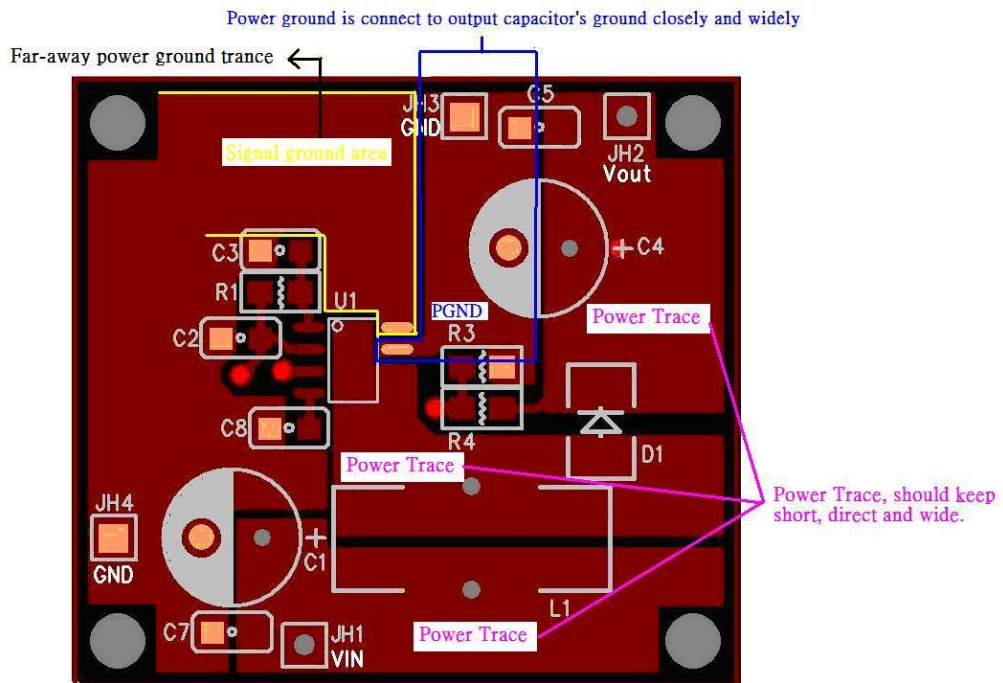 Power ground is connect to output capacitor's ground closely and widely
Far-away power ground trance
JH3
GND
C5
JH2
Vout
Signal ground area
C3
C4
R1
U1
PGND
Power Trace
C2
R3
C8
R4
D1
Power Trace
Power Trace, should keep
short, direct and wide.
JH4
GND
C1
L1
C7
JH1
VIN
Power Trace